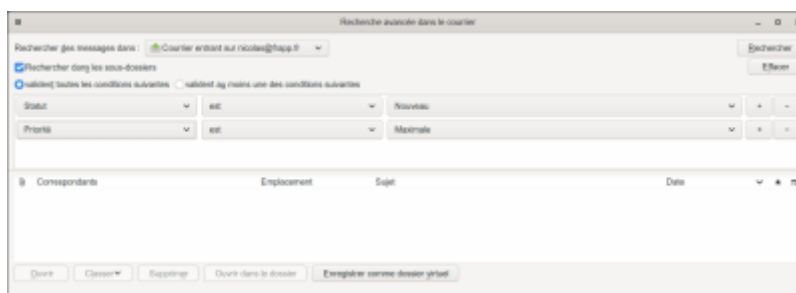 Recherche avancée dans le courrier
Rechercher des messages dans : Courrier entrant sur nicolas@frapp.fr Rechercher
Rechercher dans les sous-dossiers Effacer
valident toutes les conditions suivantes valident au moins une des conditions suivantes
Statut est Nouveau + -
Priorité est Maximale + -
Correspondants Emplacement Sujet Date
Ouvrir Classer Supprimer Ouvrir dans le dossier Enregistrer comme dossier virtuel